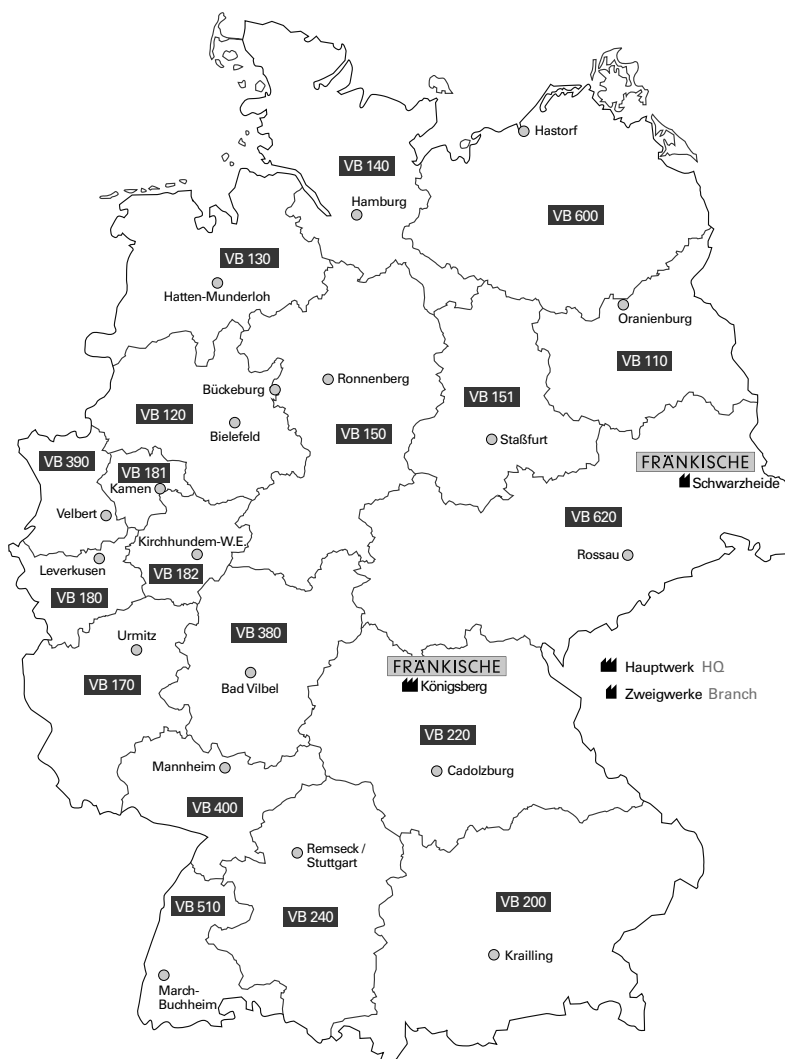 Hastorf
VB 140
Hamburg
VB 600
VB 130
Hatten-Munderloh
Oranienburg
VB 110
Bückeburg
Ronnenberg
VB 151
VB 120
Bielefeld
VB 150
Staßfurt
VB 390
VB 181
Kamen
FRÄNKISCHE
Schwarzheide
Velbert
VB 620
Kirchhundem-W.E.
Rossau
Leverkusen
VB 182
VB 180
Urmitz
VB 380
FRÄNKISCHE
Königsberg
Hauptwerk HQ
Zweigwerke Branch
Bad Vilbel
VB 170
VB 220
Mannheim
Cadolzburg
VB 400
Remseck /
Stuttgart
VB 510
VB 240
VB 200
Krailling
March-
Buchheim